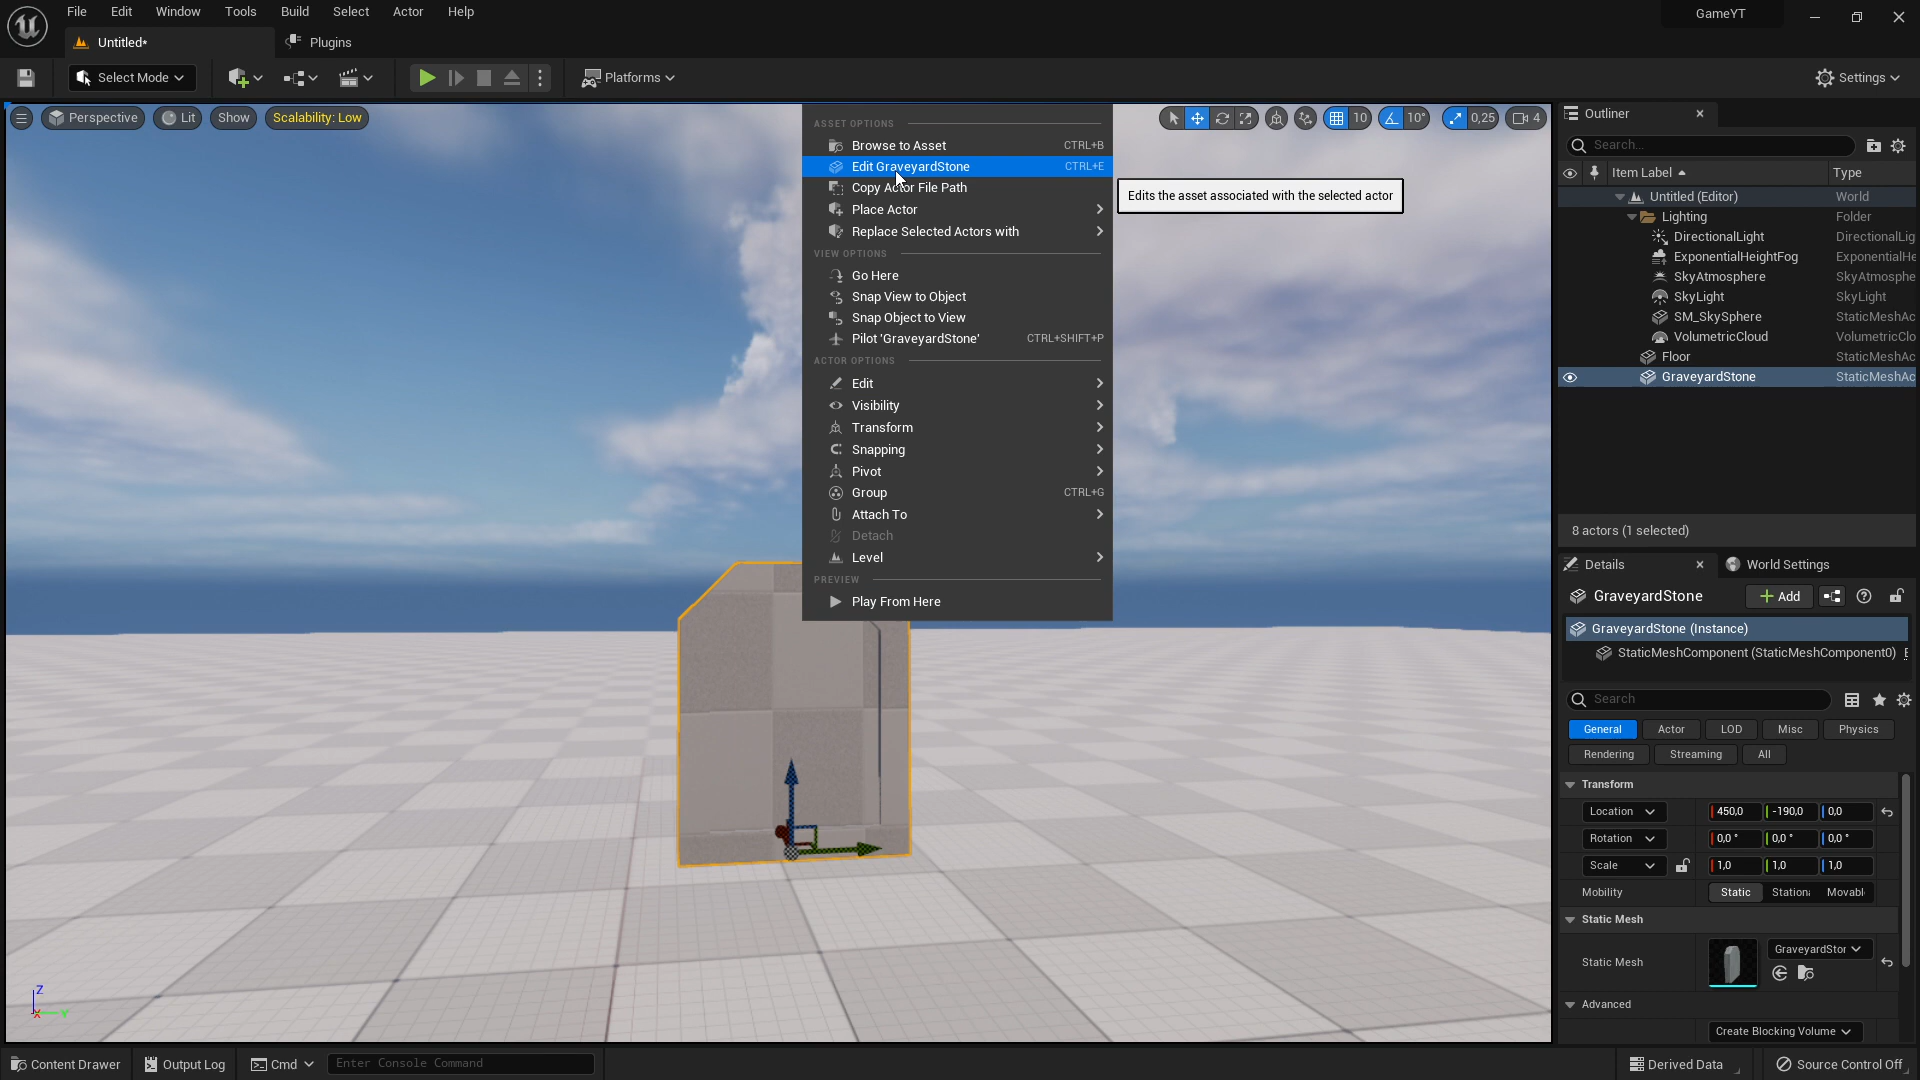 File Edit Window Tools Build Select Actor Help GameYT
Untitled* Plugins
Select Mode Platforms Settings
Perspective Lit Show Scalability: Low 10 10° 0,25 4
ASSET OPTIONS
Browse to Asset CTRL+B
Edit GraveyardStone CTRL+E
Copy Actor File Path
Place Actor
Replace Selected Actors with
Edits the asset associated with the selected actor
VIEW OPTIONS
Go Here
Snap View to Object
Snap Object to View
Pilot 'GraveyardStone' CTRL+SHIFT+P
ACTOR OPTIONS
Edit
Visibility
Transform
Snapping
Pivot
Group CTRL+G
Attach To
Detach
Level
PREVIEW
Play From Here
Z
X
Y
Outliner
Search...
Item Label Type
Untitled (Editor) World
Lighting Folder
DirectionalLight DirectionalLig
ExponentialHeightFog ExponentialHe
SkyAtmosphere SkyAtmosphe
SkyLight SkyLight
SM_SkySphere StaticMeshAc
VolumetricCloud VolumetricClo
Floor StaticMeshAc
GraveyardStone StaticMeshAc
8 actors (1 selected)
Details World Settings
GraveyardStone Add
GraveyardStone (Instance)
StaticMeshComponent (StaticMeshComponent0)
Search
General Actor LOD Misc Physics
Rendering Streaming All
Transform
Location 450,0 -190,0 0,0
Rotation 0,0 ° 0,0 ° 0,0 °
Scale 1,0 1,0 1,0
Mobility Static Station Movabl
Static Mesh
Static Mesh GraveyardStor
Advanced
Create Blocking Volume
Content Drawer Output Log Cmd Enter Console Command Derived Data Source Control Off